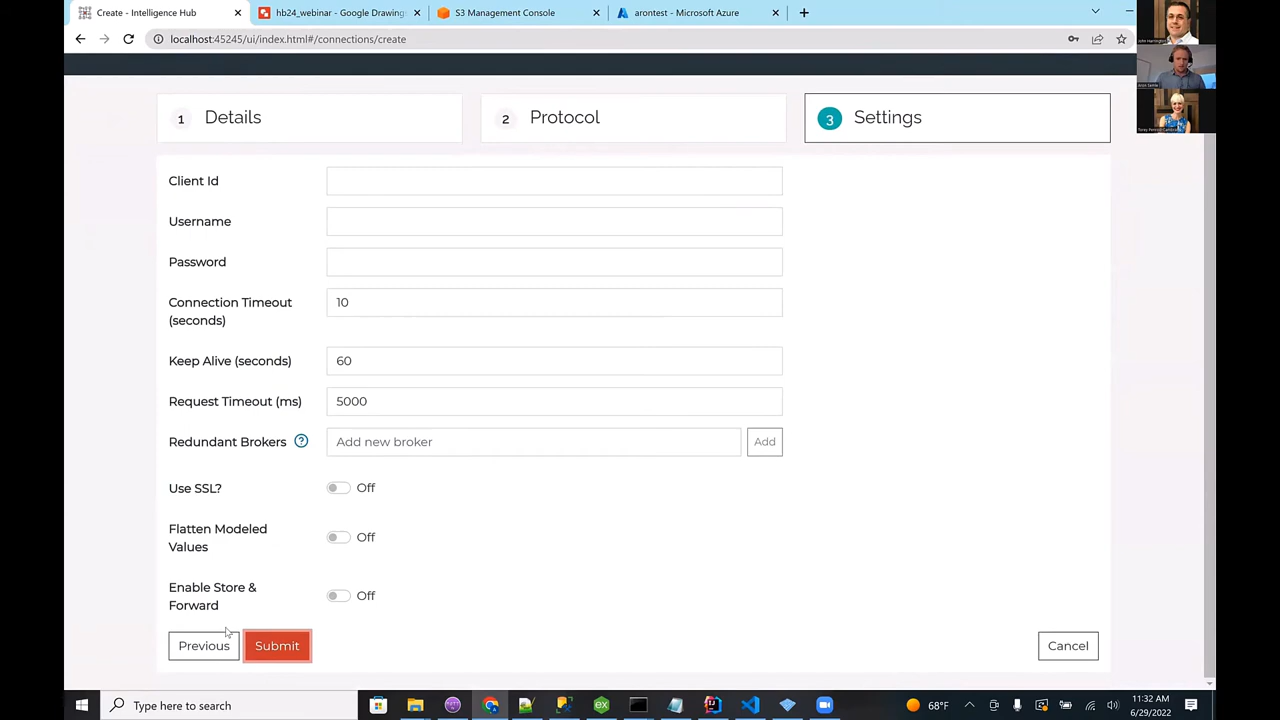 Create - Intelligence Hub
hb24_webinar - Google Drawings
S3 Management Console
arontest - Microsoft Azure
localhost:45245/ui/index.html#/connections/create
John Harrington
1 Details
2 Protocol
3 Settings
Client Id
Username
Password
Connection Timeout
(seconds)
10
Keep Alive (seconds)
60
Request Timeout (ms)
5000
Redundant Brokers
Add new broker
Add
Use SSL?
Off
Flatten Modeled
Values
Off
Enable Store &
Forward
Off
Previous
Submit
Cancel
Type here to search
68°F
11:32 AM
6/29/2022